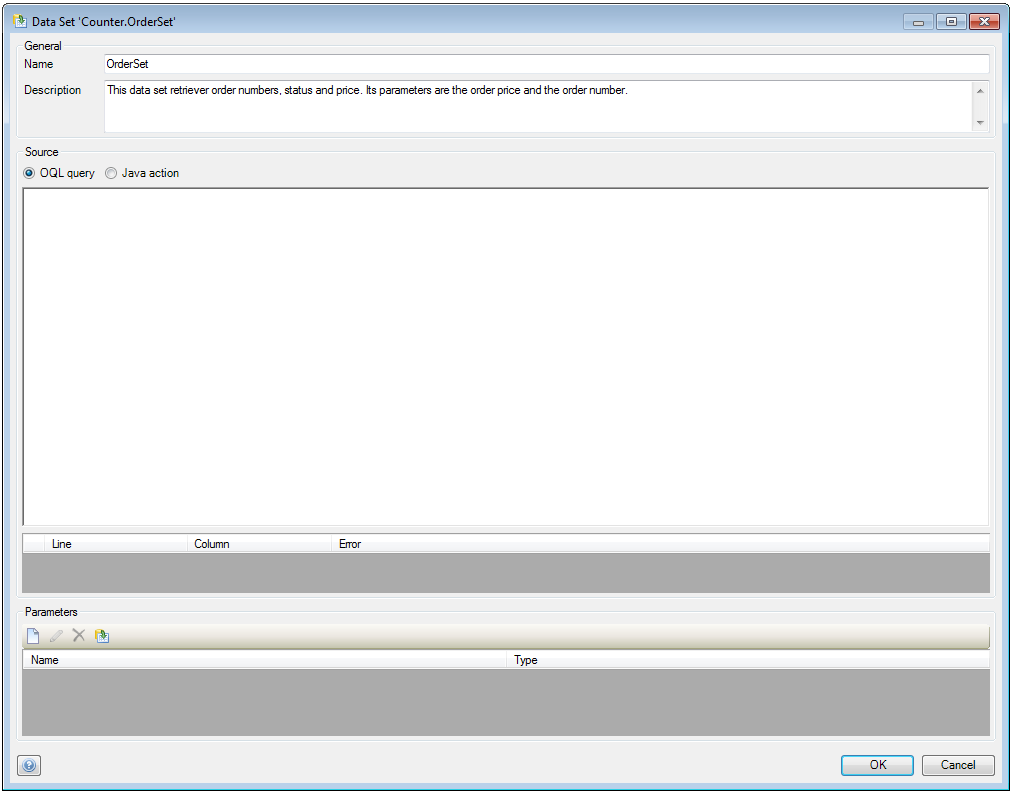 Data Set 'Counter.OrderSet'
General
Name OrderSet
Description This data set retriever order numbers, status and price. Its parameters are the order price and the order number.
Source
OQL query Java action
Line Column Error
Parameters
Name Type
OK Cancel